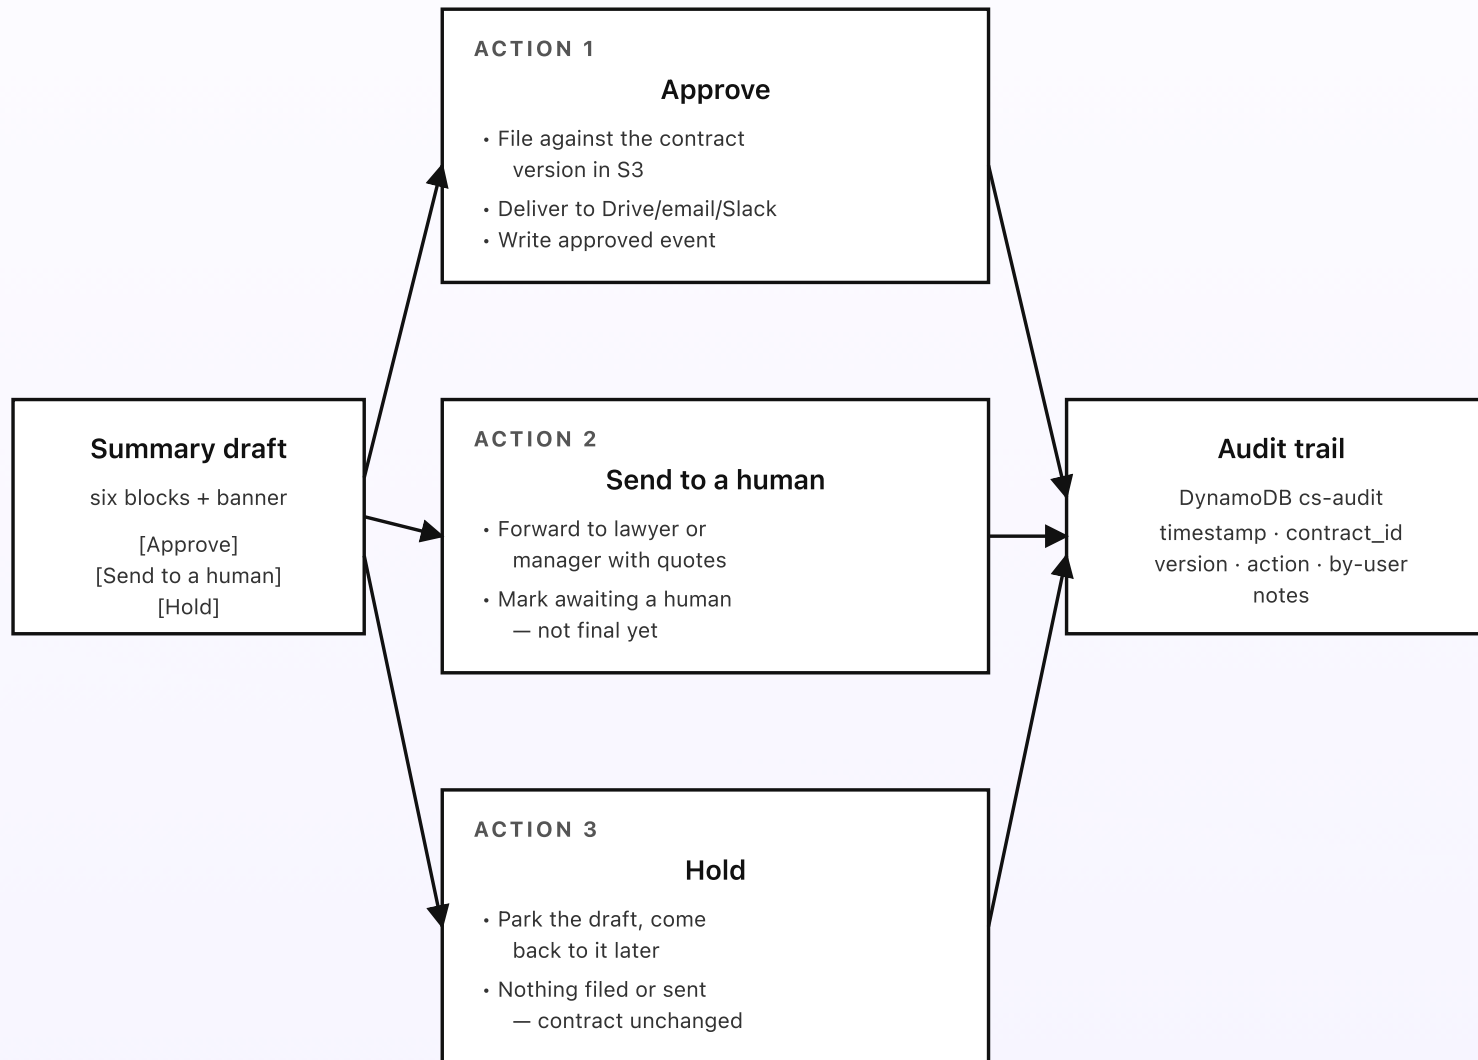 ACTION 1
Approve
• File against the contract
version in S3
• Deliver to Drive/email/Slack
• Write approved event
Summary draft
six blocks + banner
[Approve]
[Send to a human]
[Hold]
ACTION 2
Send to a human
• Forward to lawyer or
manager with quotes
• Mark awaiting a human
— not final yet
Audit trail
DynamoDB cs-audit
timestamp · contract_id
version · action · by-user
notes
ACTION 3
Hold
• Park the draft, come
back to it later
• Nothing filed or sent
— contract unchanged